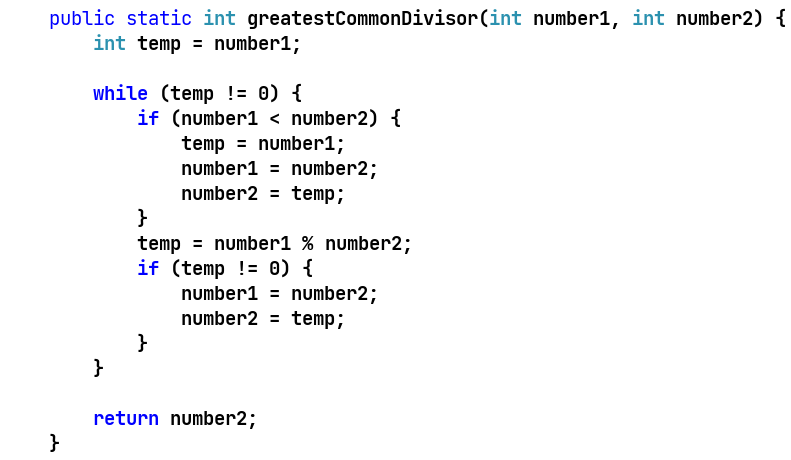 public static int greatestCommonDivisor(int number1, int number2) {
    int temp = number1;

    while (temp != 0) {
        if (number1 < number2) {
            temp = number1;
            number1 = number2;
            number2 = temp;
        }
        temp = number1 % number2;
        if (temp != 0) {
            number1 = number2;
            number2 = temp;
        }
    }

    return number2;
}